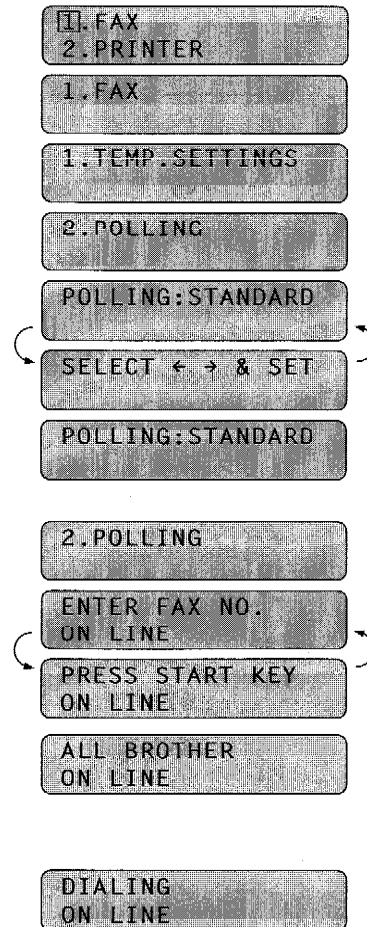 1.FAX
2.PRINTER
1.FAX
1.TEMP.SETTINGS
2.POLLING
POLLING:STANDARD
SELECT ← → & SET
POLLING:STANDARD
2.POLLING
ENTER FAX NO.
ON LINE
PRESS START KEY
ON LINE
ALL BROTHER
ON LINE
DIALING
ON LINE